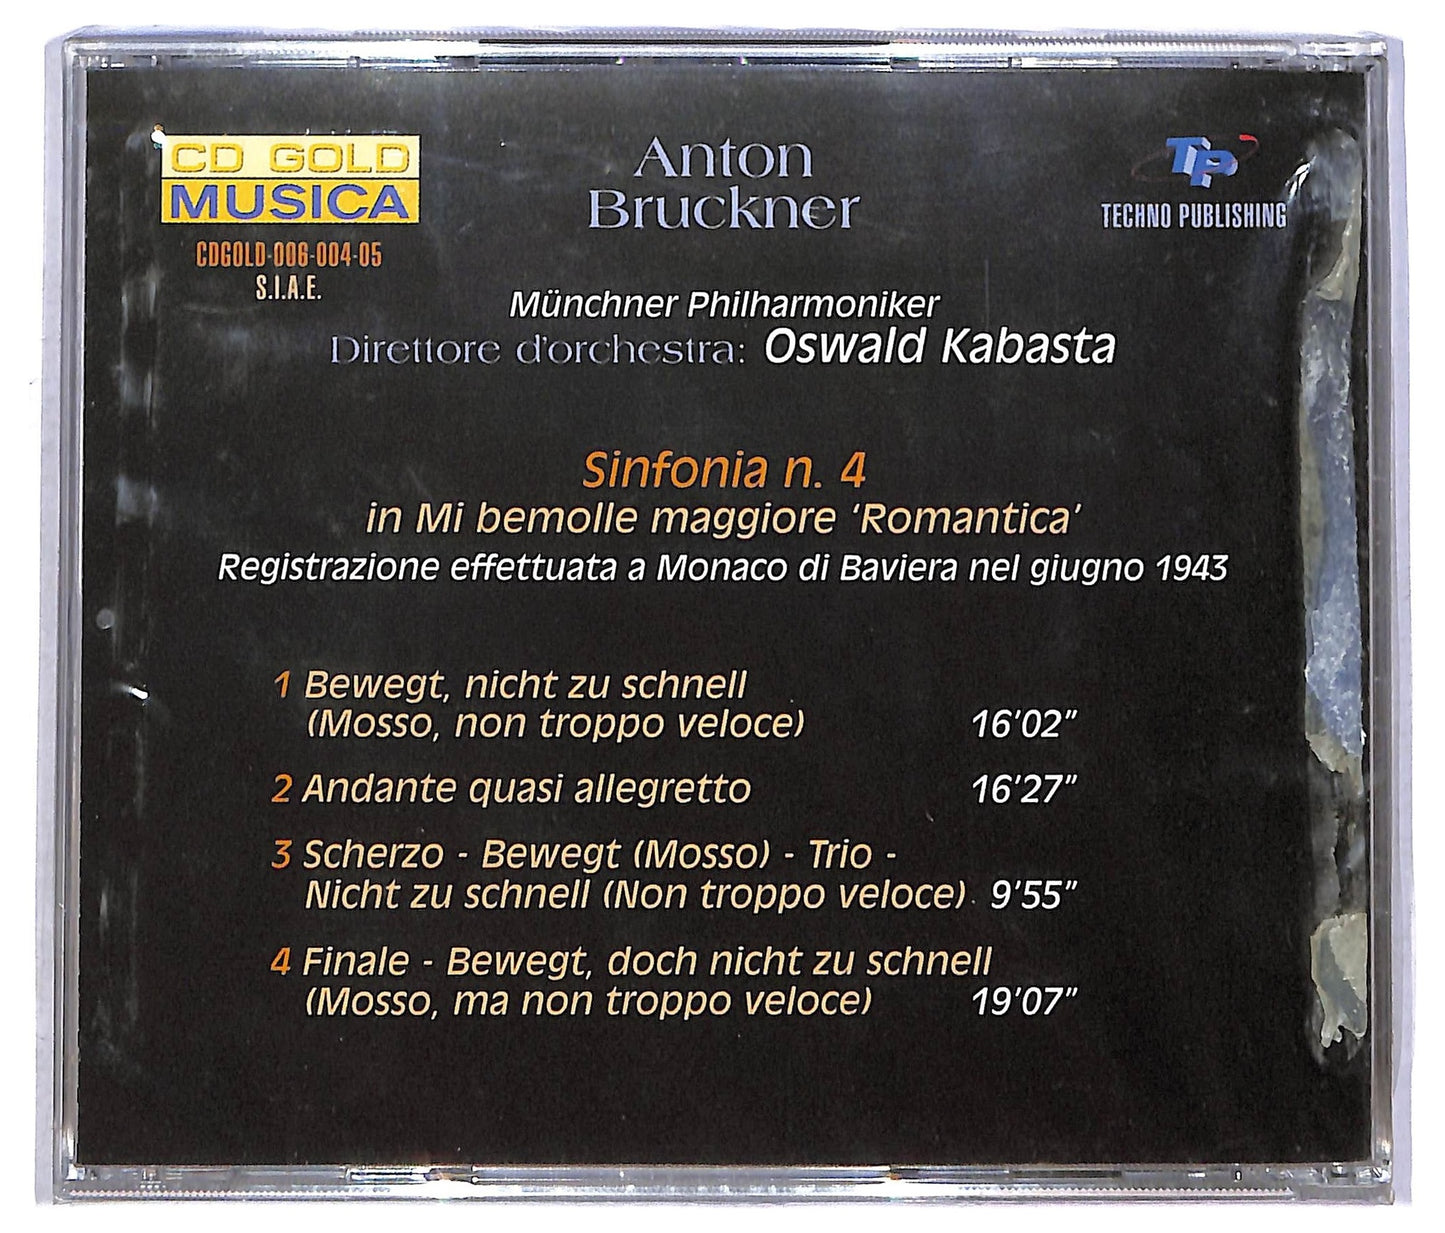 CD GOLD
MUSICA
CDGOLD-006-004-05
S.I.A.E.
Anton
Bruckner
TP
TECHNO PUBLISHING
Münchner Philharmoniker
Direttore d'orchestra: Oswald Kabasta
Sinfonia n. 4
in Mi bemolle maggiore ‘Romantica’
Registrazione effettuata a Monaco di Baviera nel giugno 1943
1 Bewegt, nicht zu schnell
(Mosso, non troppo veloce) 16’02”
2 Andante quasi allegretto 16’27”
3 Scherzo - Bewegt (Mosso) - Trio -
Nicht zu schnell (Non troppo veloce) 9’55”
4 Finale - Bewegt, doch nicht zu schnell
(Mosso, ma non troppo veloce) 19’07”